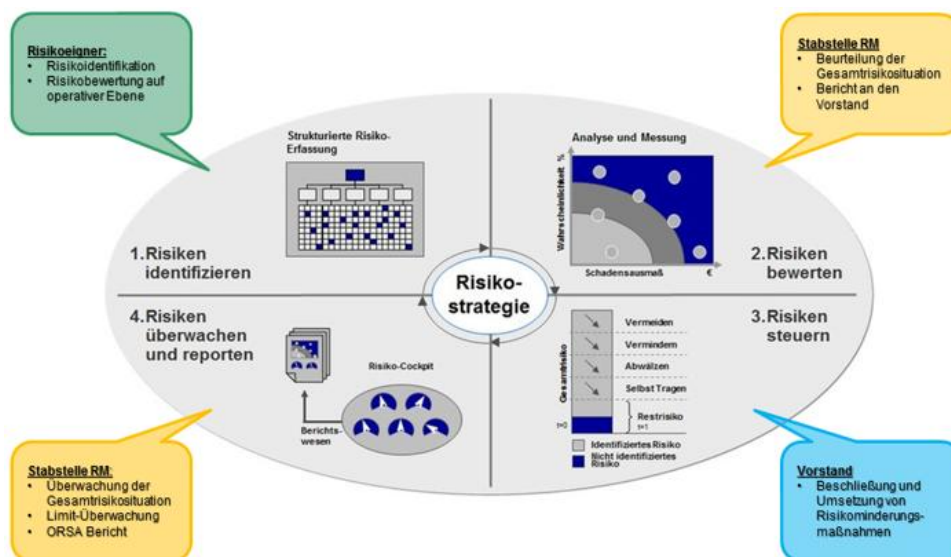 Risikoeigner:
• Risikoidentifikation
• Risikobewertung auf
operativer Ebene
Stabstelle RM
• Beurteilung der
Gesamtrisikosituation
• Bericht an den
Vorstand
Strukturierte Risiko-
Erfassung
1.Risiken
identifizieren
Analyse und Messung
%
Wahrscheinlichkeit
Schadensausmaß
€
2.Risiken
bewerten
Risiko-
strategie
4.Risiken
überwachen
und reporten
Risiko-Cockpit
Berichts-
wesen
3.Risiken
steuern
Gesamtrisiko
Vermeiden
Vermindern
Abwälzen
Selbst Tragen
Restrisiko
t=0
t=1
Identifiziertes Risiko
Nicht identifiziertes
Risiko
Stabstelle RM:
• Überwachung der
Gesamtrisikosituation
• Limit-Überwachung
• ORSA Bericht
Vorstand
• Beschließung und
Umsetzung von
Risikominderungs-
maßnahmen